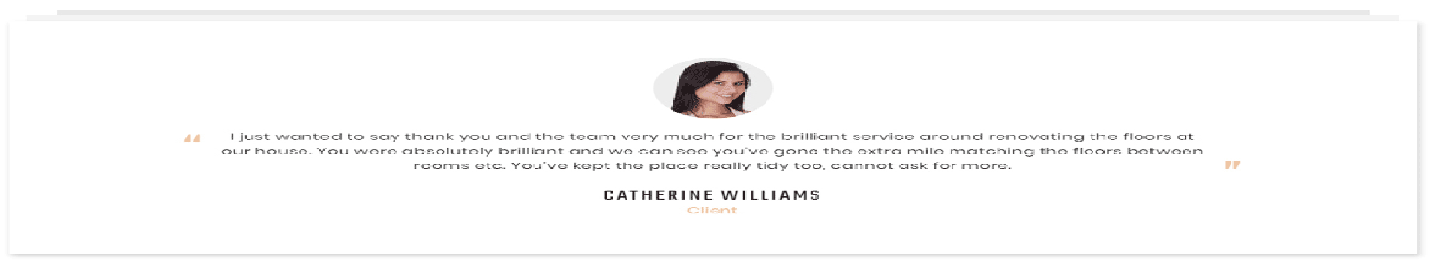 “ I just wanted to say thank you and the team very much for the brilliant service around renovating the floors at
our house. You were absolutely brilliant and we can see you've gone the extra mile matching the floors between
rooms etc. You've kept the place really tidy too, cannot ask for more. ”
CATHERINE WILLIAMS
Client